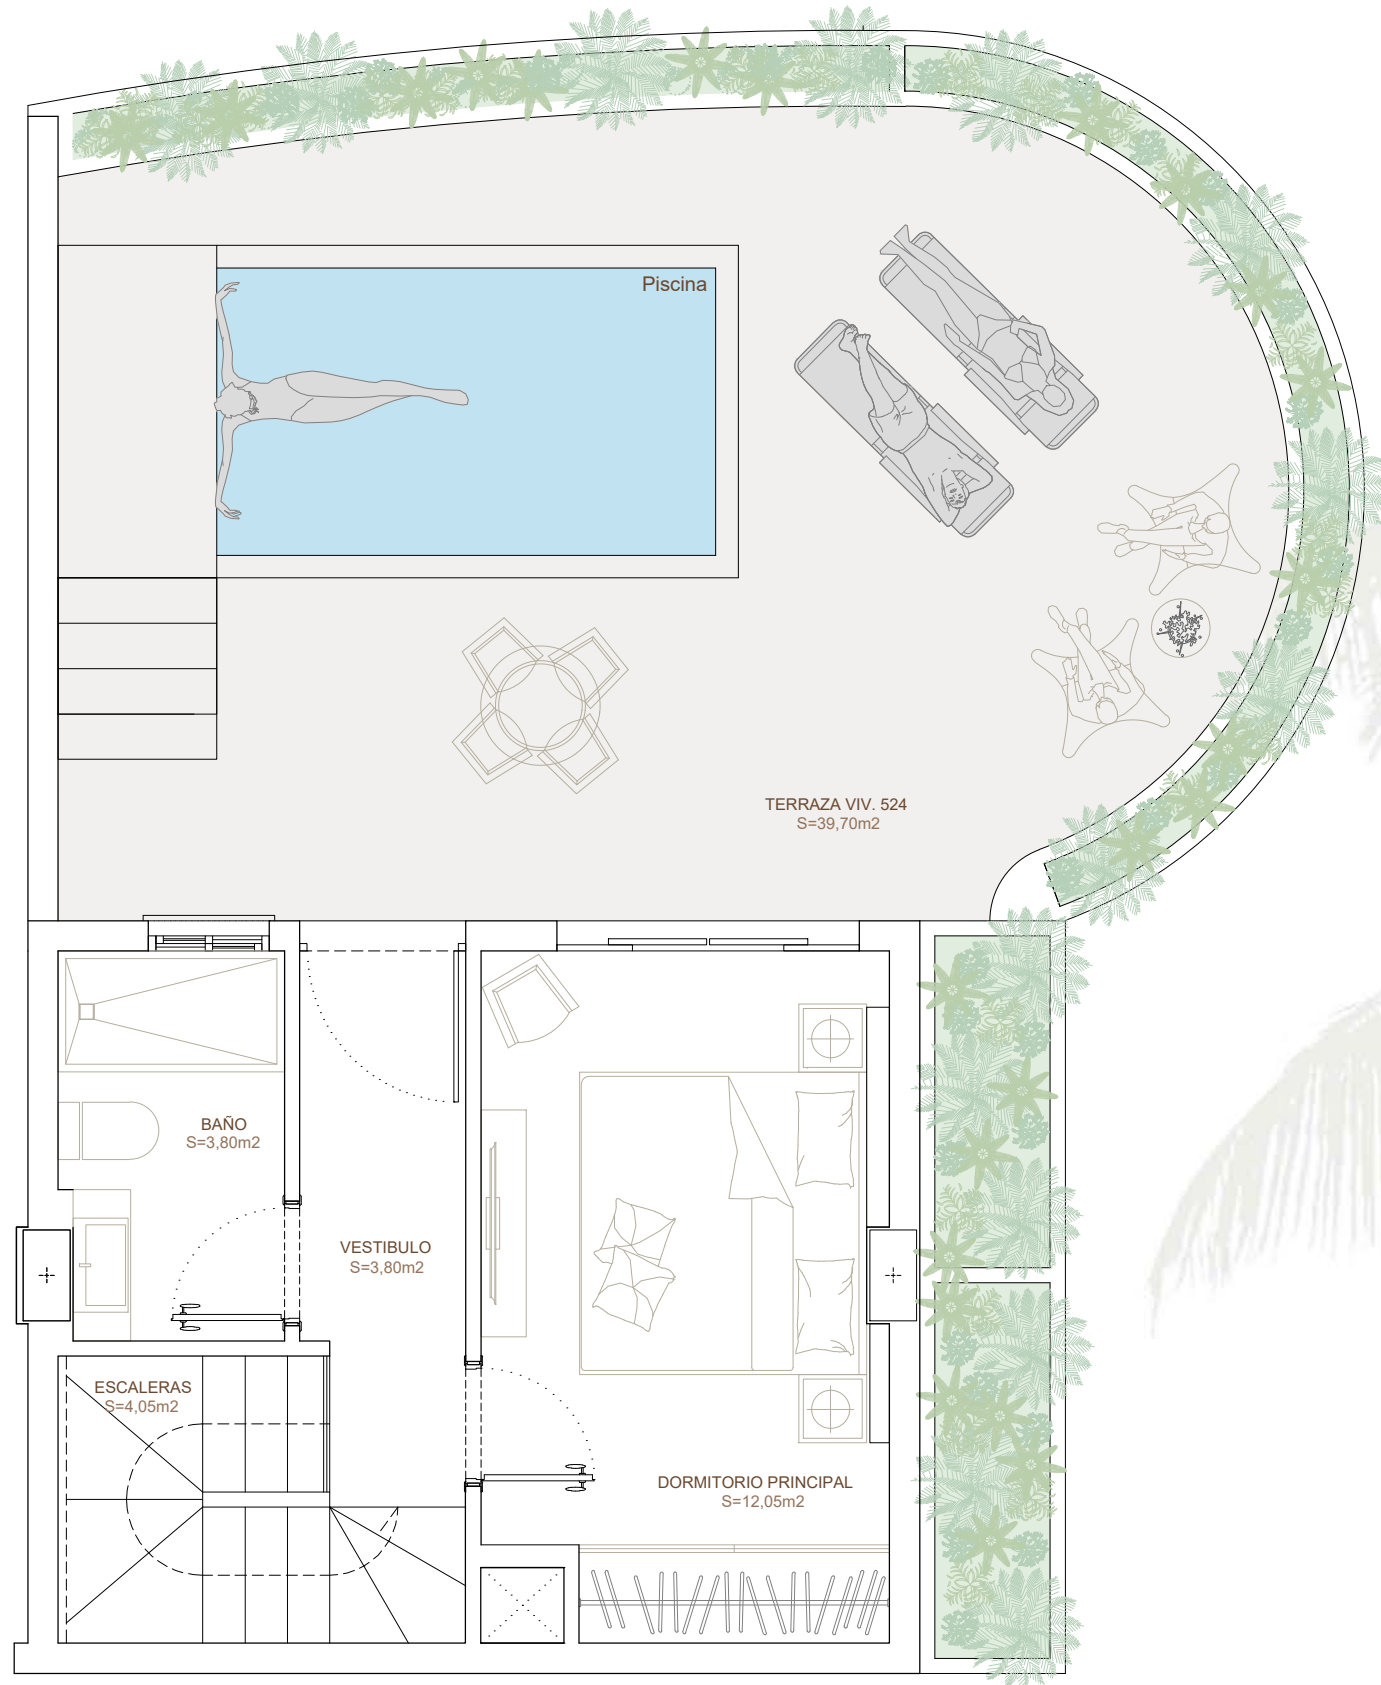 Piscina
TERRAZA VIV. 524
S=39,70m2
BAÑO
S=3,80m2
VESTIBULO
S=3,80m2
ESCALERAS
S=4,05m2
DORMITORIO PRINCIPAL
S=12,05m2